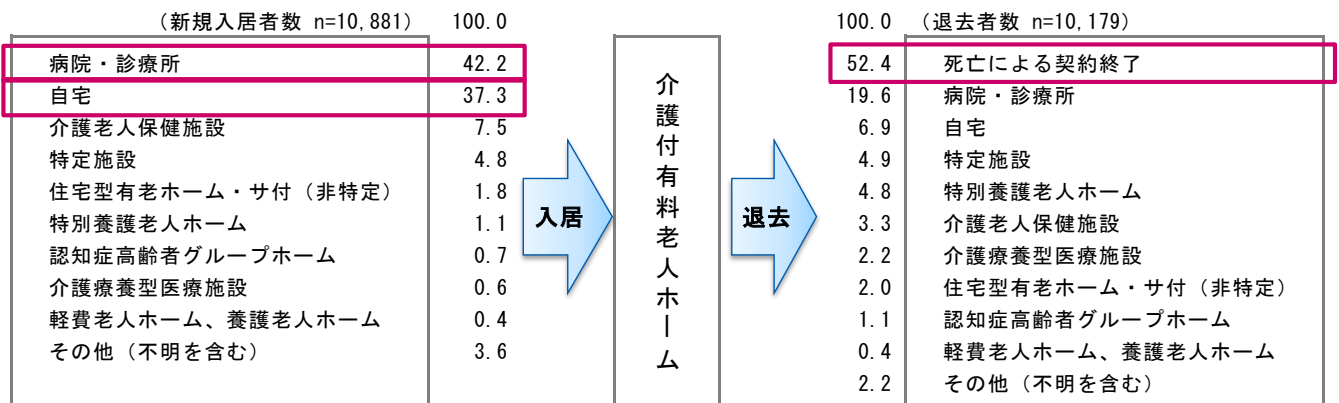 (新規入居者数 n=10,881) 100.0
病院・診療所 42.2
自宅 37.3
介護老人保健施設 7.5
特定施設 4.8
住宅型有老ホーム・サ付（非特定） 1.8
特別養護老人ホーム 1.1
認知症高齢者グループホーム 0.7
介護療養型医療施設 0.6
軽費老人ホーム、養護老人ホーム 0.4
その他（不明を含む） 3.6
入居
介護付有料老人ホーム
退去
100.0 （退去者数 n=10,179）
52.4 死亡による契約終了
19.6 病院・診療所
6.9 自宅
4.9 特定施設
4.8 特別養護老人ホーム
3.3 介護老人保健施設
2.2 介護療養型医療施設
2.0 住宅型有老ホーム・サ付（非特定）
1.1 認知症高齢者グループホーム
0.4 軽費老人ホーム、養護老人ホーム
2.2 その他（不明を含む）